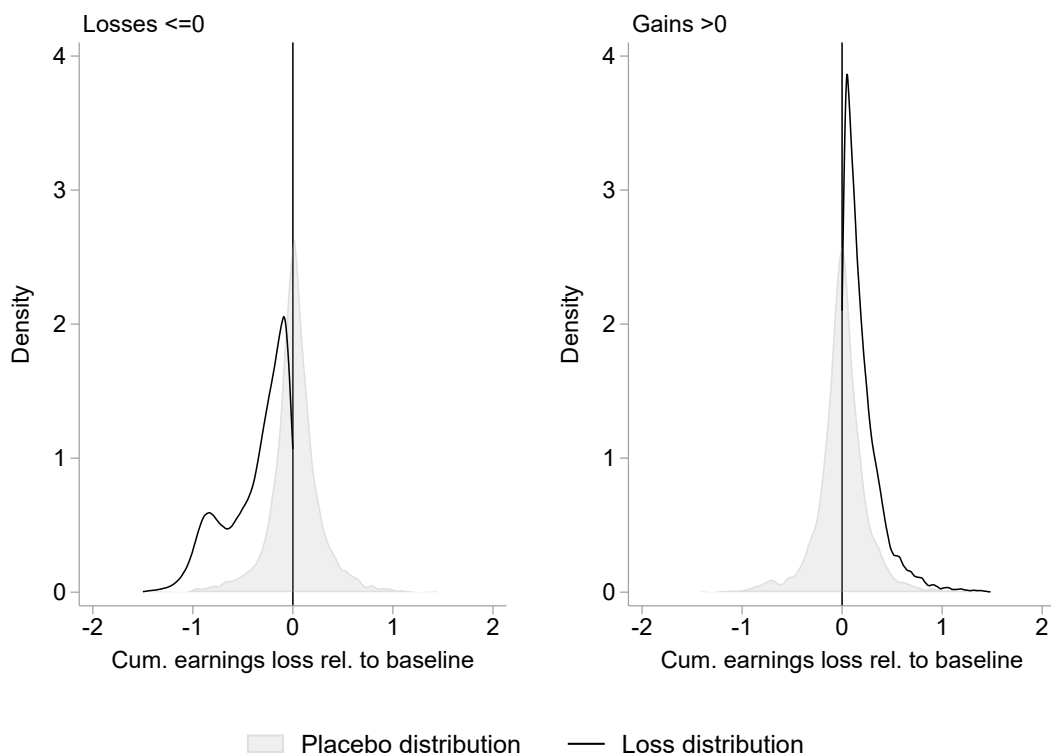 Losses <=0
Density
4
3
2
1
0
-2 -1 0 1 2
Cum. earnings loss rel. to baseline
Gains >0
Density
4
3
2
1
0
-2 -1 0 1 2
Cum. earnings loss rel. to baseline
Placebo distribution Loss distribution